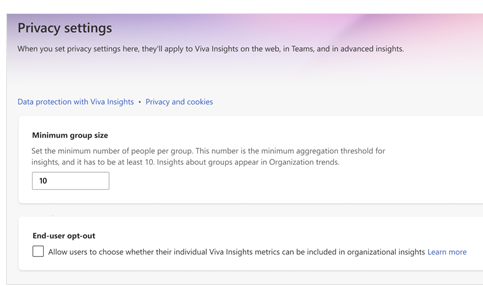 Privacy settings
When you set privacy settings here, they'll apply to Viva Insights on the web, in Teams, and in advanced insights.
Data protection with Viva Insights • Privacy and cookies
Minimum group size
Set the minimum number of people per group. This number is the minimum aggregation threshold for
insights, and it has to be at least 10. Insights about groups appear in Organization trends.
10
End-user opt-out
Allow users to choose whether their individual Viva Insights metrics can be included in organizational insights Learn more